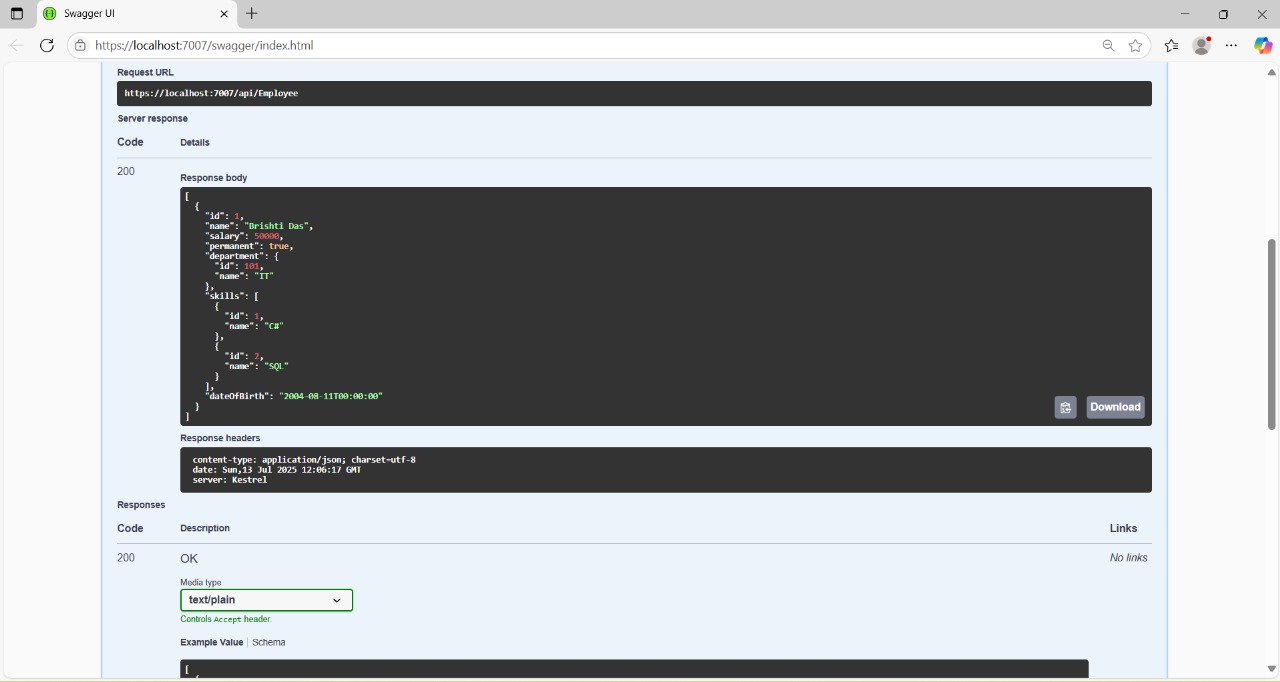 Swagger UI
https://localhost:7007/swagger/index.html
Request URL
https://localhost:7007/api/Employee
Server response
Code Details
200
Response body
[
{
"id": 1,
"name": "Brishti Das",
"salary": 50000,
"permanent": true,
"department": {
"id": 101,
"name": "IT"
},
"skills": [
{
"id": 1,
"name": "C#"
},
{
"id": 2,
"name": "SQL"
}
],
"dateOfBirth": "2004-08-11T00:00:00"
}
]
Download
Response headers
content-type: application/json; charset=utf-8
date: Sun,13 Jul 2025 12:06:17 GMT
server: Kestrel
Responses
Code Description Links
200 OK No links
Media type
text/plain
Controls Accept header.
Example Value Schema
[